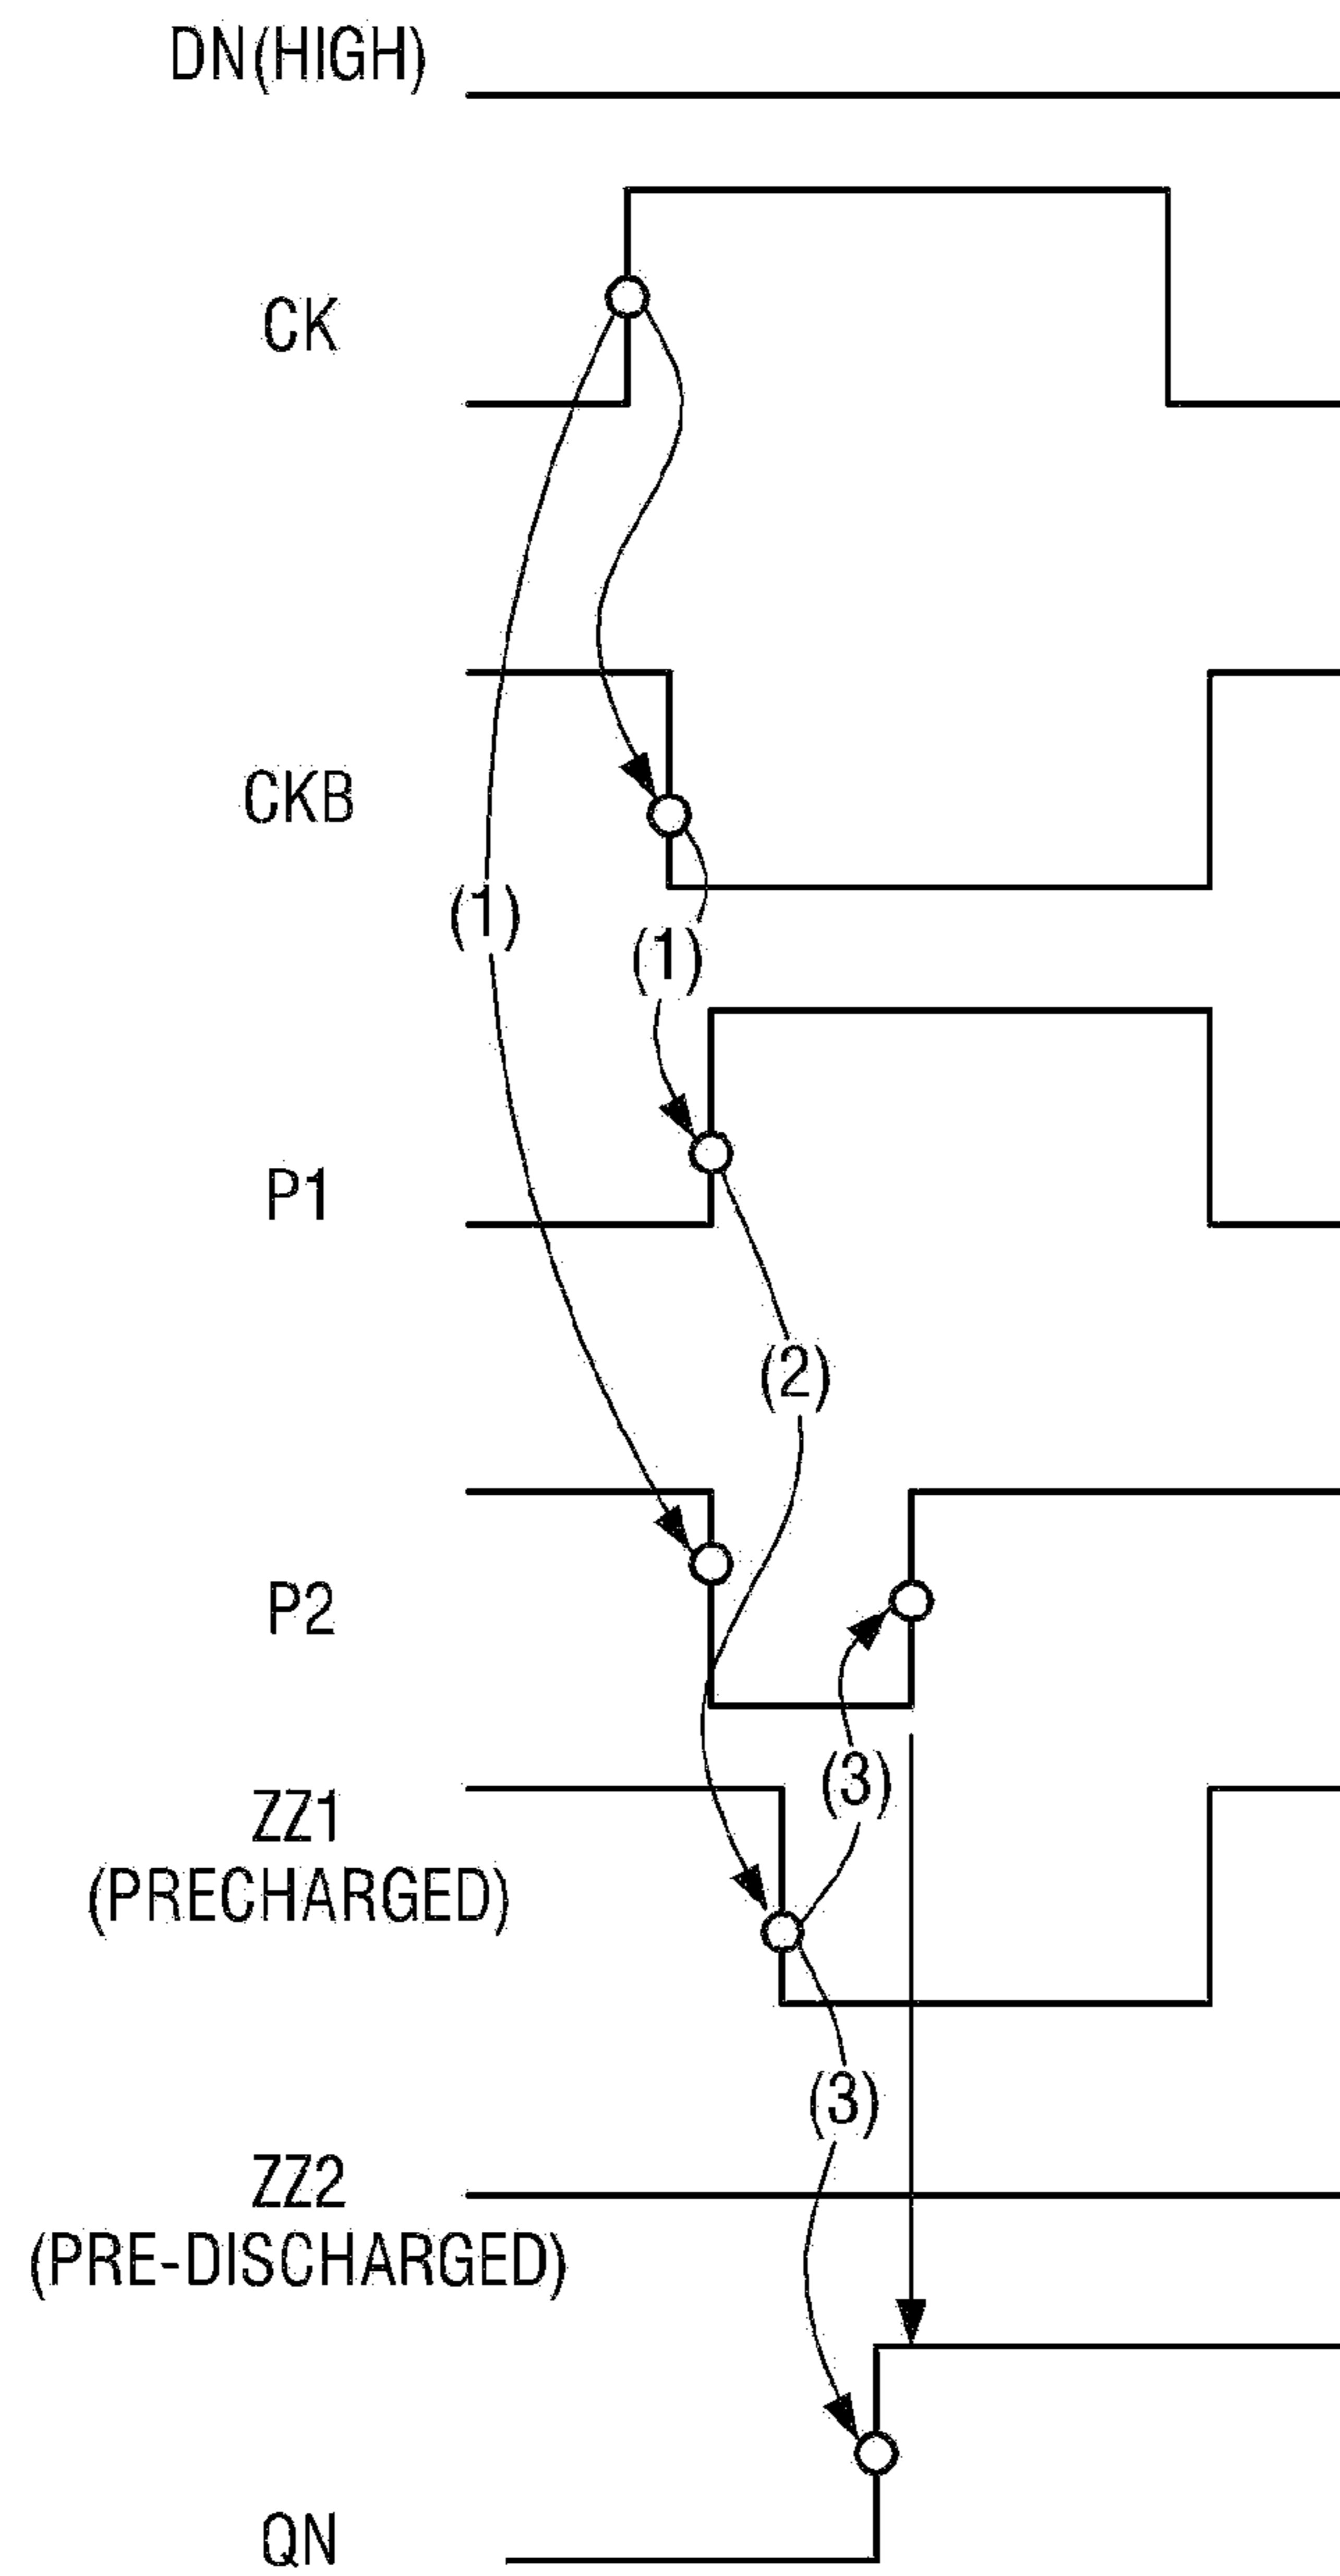 DN(HIGH)
CK
CKB
(1)
(1)
P1
(2)
P2
(3)
ZZ1
(PRECHARGED)
(3)
ZZ2
(PRE-DISCHARGED)
QN